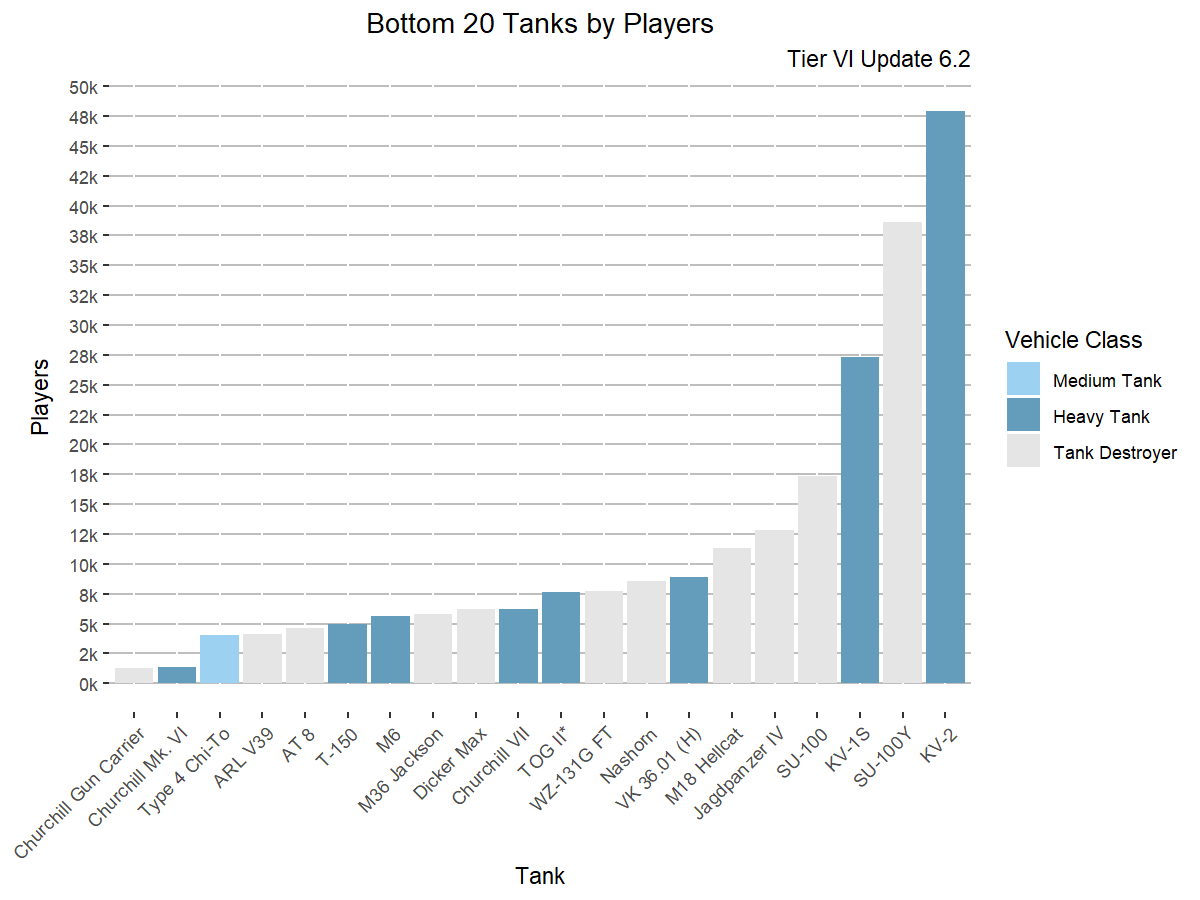 Bottom 20 Tanks by Players
Tier VI Update 6.2
50k
48k
45k
42k
40k
38k
35k
32k
30k
28k
25k
22k
20k
18k
15k
12k
10k
8k
5k
2k
0k
Players
Churchill Gun Carrier
Churchill Mk. VI
Type 4 Chi-To
ARL V39
AT 8
T-150
M6
M36 Jackson
Dicker Max
Churchill VII
TOG II*
WZ-131G FT
Nashorn
VK 36.01 (H)
M18 Hellcat
Jagdpanzer IV
SU-100
KV-1S
SU-100Y
KV-2
Tank
Vehicle Class
Medium Tank
Heavy Tank
Tank Destroyer